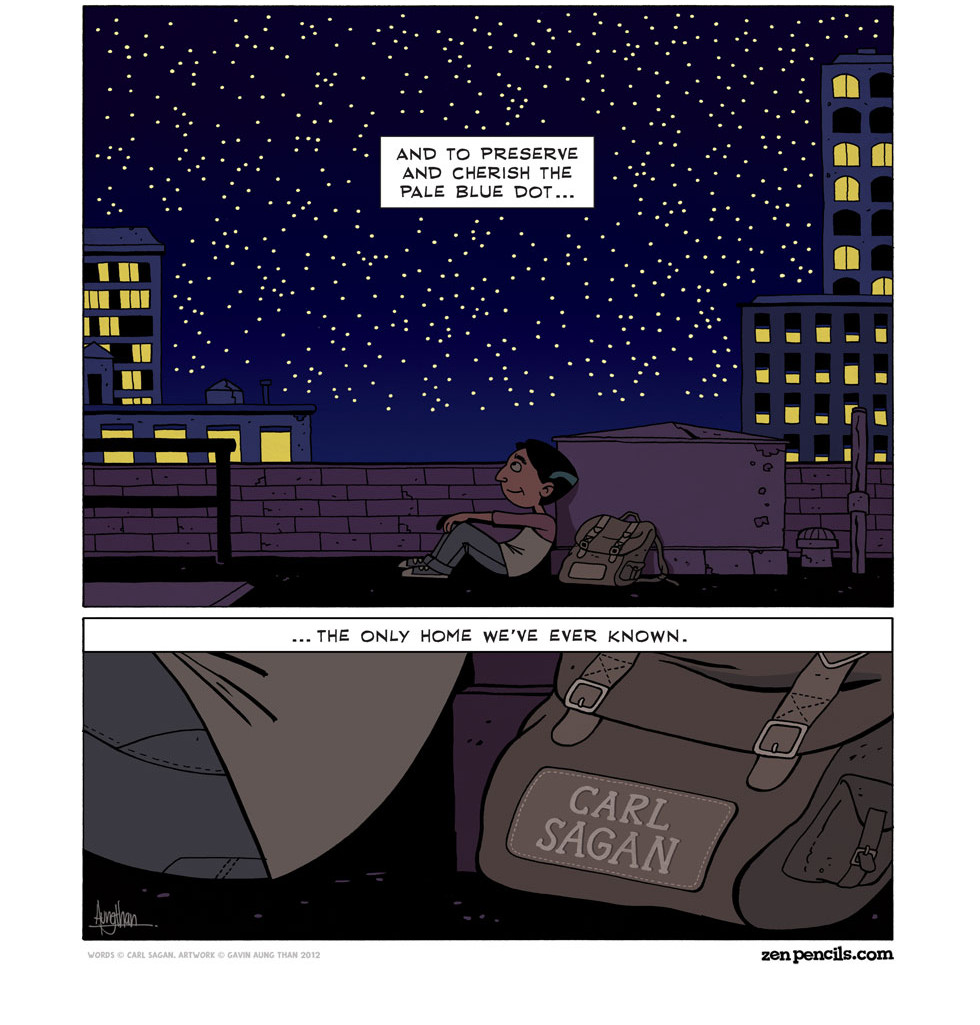 AND TO PRESERVE
AND CHERISH THE
PALE BLUE DOT...
...THE ONLY HOME WE'VE EVER KNOWN.
CARL
SAGAN
Aungthan
WORDS © CARL SAGAN. ARTWORK © GAVIN AUNG THAN 2012
zenpencils.com